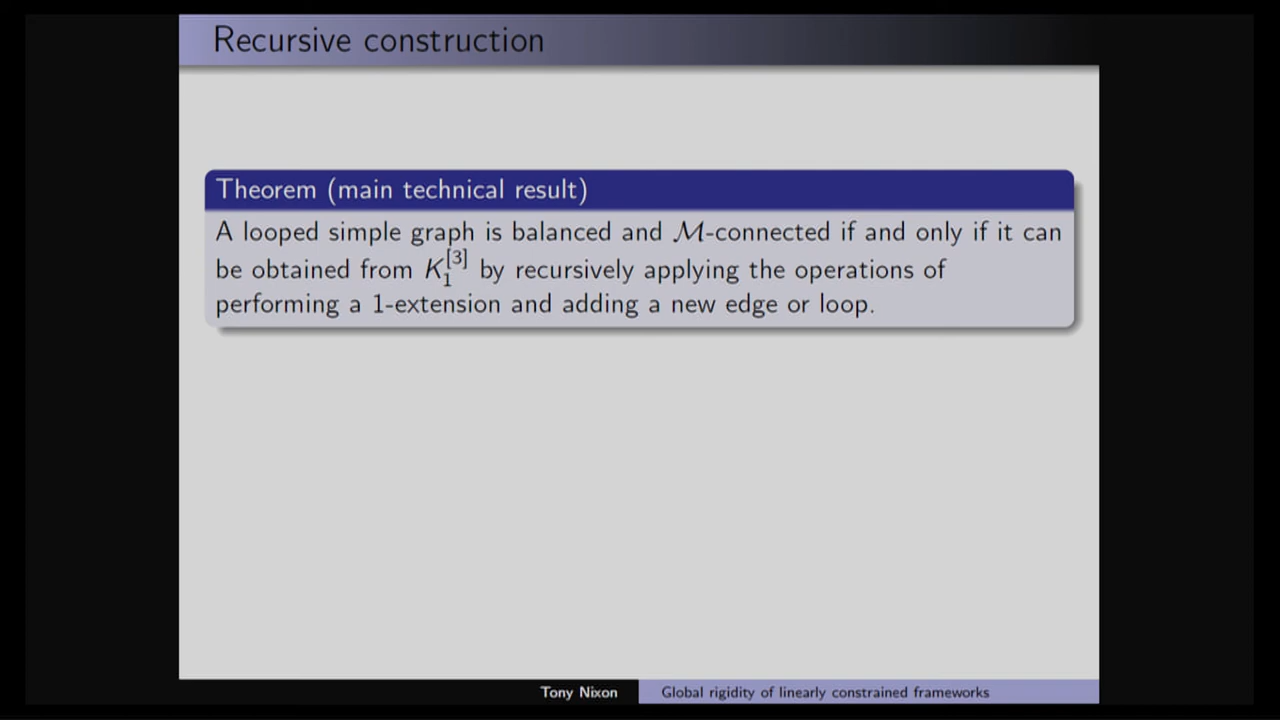 Recursive construction
Theorem (main technical result)
A looped simple graph is balanced and $\mathcal{M}$-connected if and only if it can
be obtained from $K_1^{[3]}$ by recursively applying the operations of
performing a 1-extension and adding a new edge or loop.
Tony Nixon
Global rigidity of linearly constrained frameworks